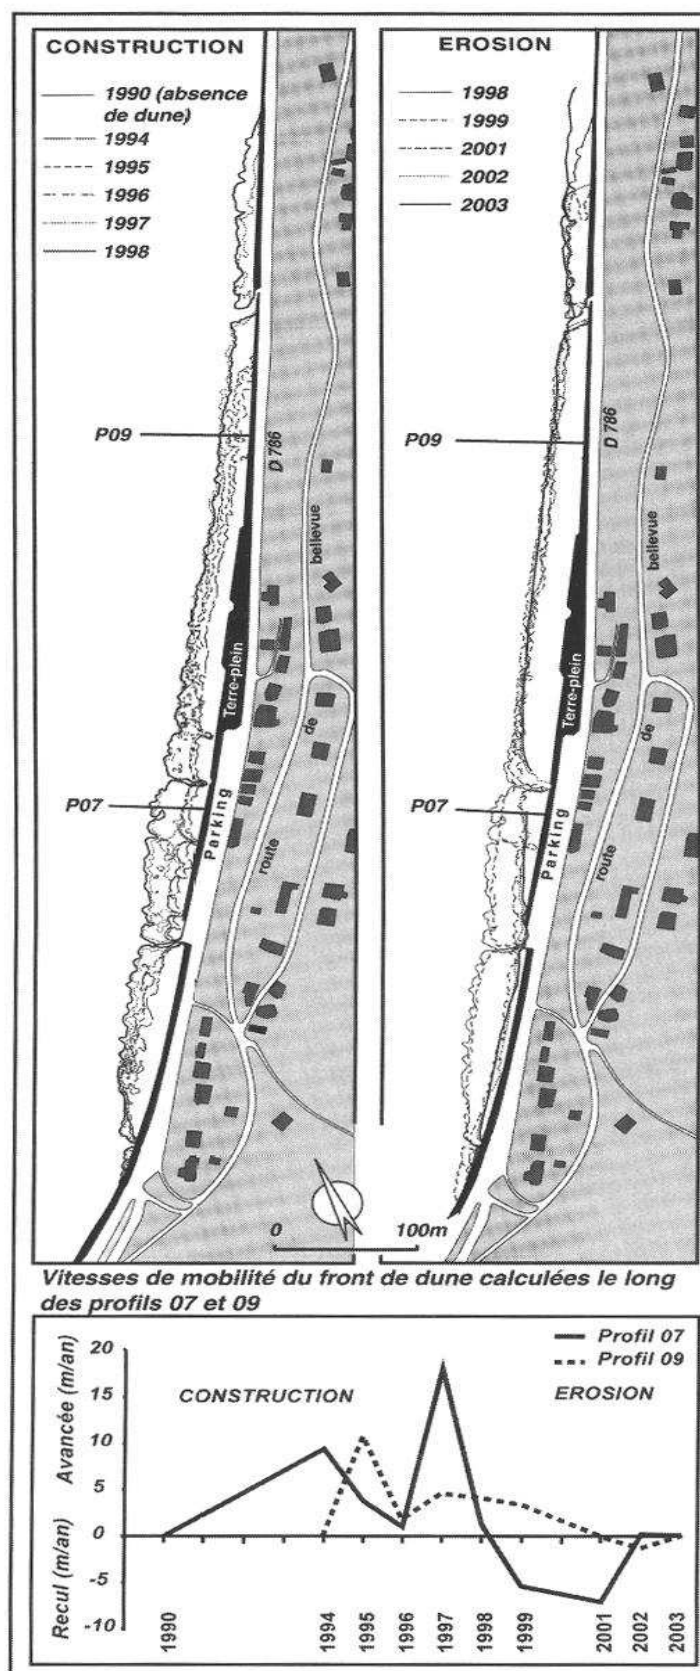 CONSTRUCTION
1990 (absence
de dune)
1994
1995
1996
1997
1998
P09
D 786
bellevue
Terre-plein
de
P07
Parking
route
EROSION
1998
1999
2001
2002
2003
P09
D 786
bellevue
Terre-plein
de
P07
Parking
route
0 100m
Vitesses de mobilité du front de dune calculées le long
des profils 07 et 09
Avancée (m/an)
Recul (m/an)
20
15
10
5
0
-5
-10
CONSTRUCTION
EROSION
Profil 07
Profil 09
1990
1994
1995
1996
1997
1998
1999
2001
2002
2003